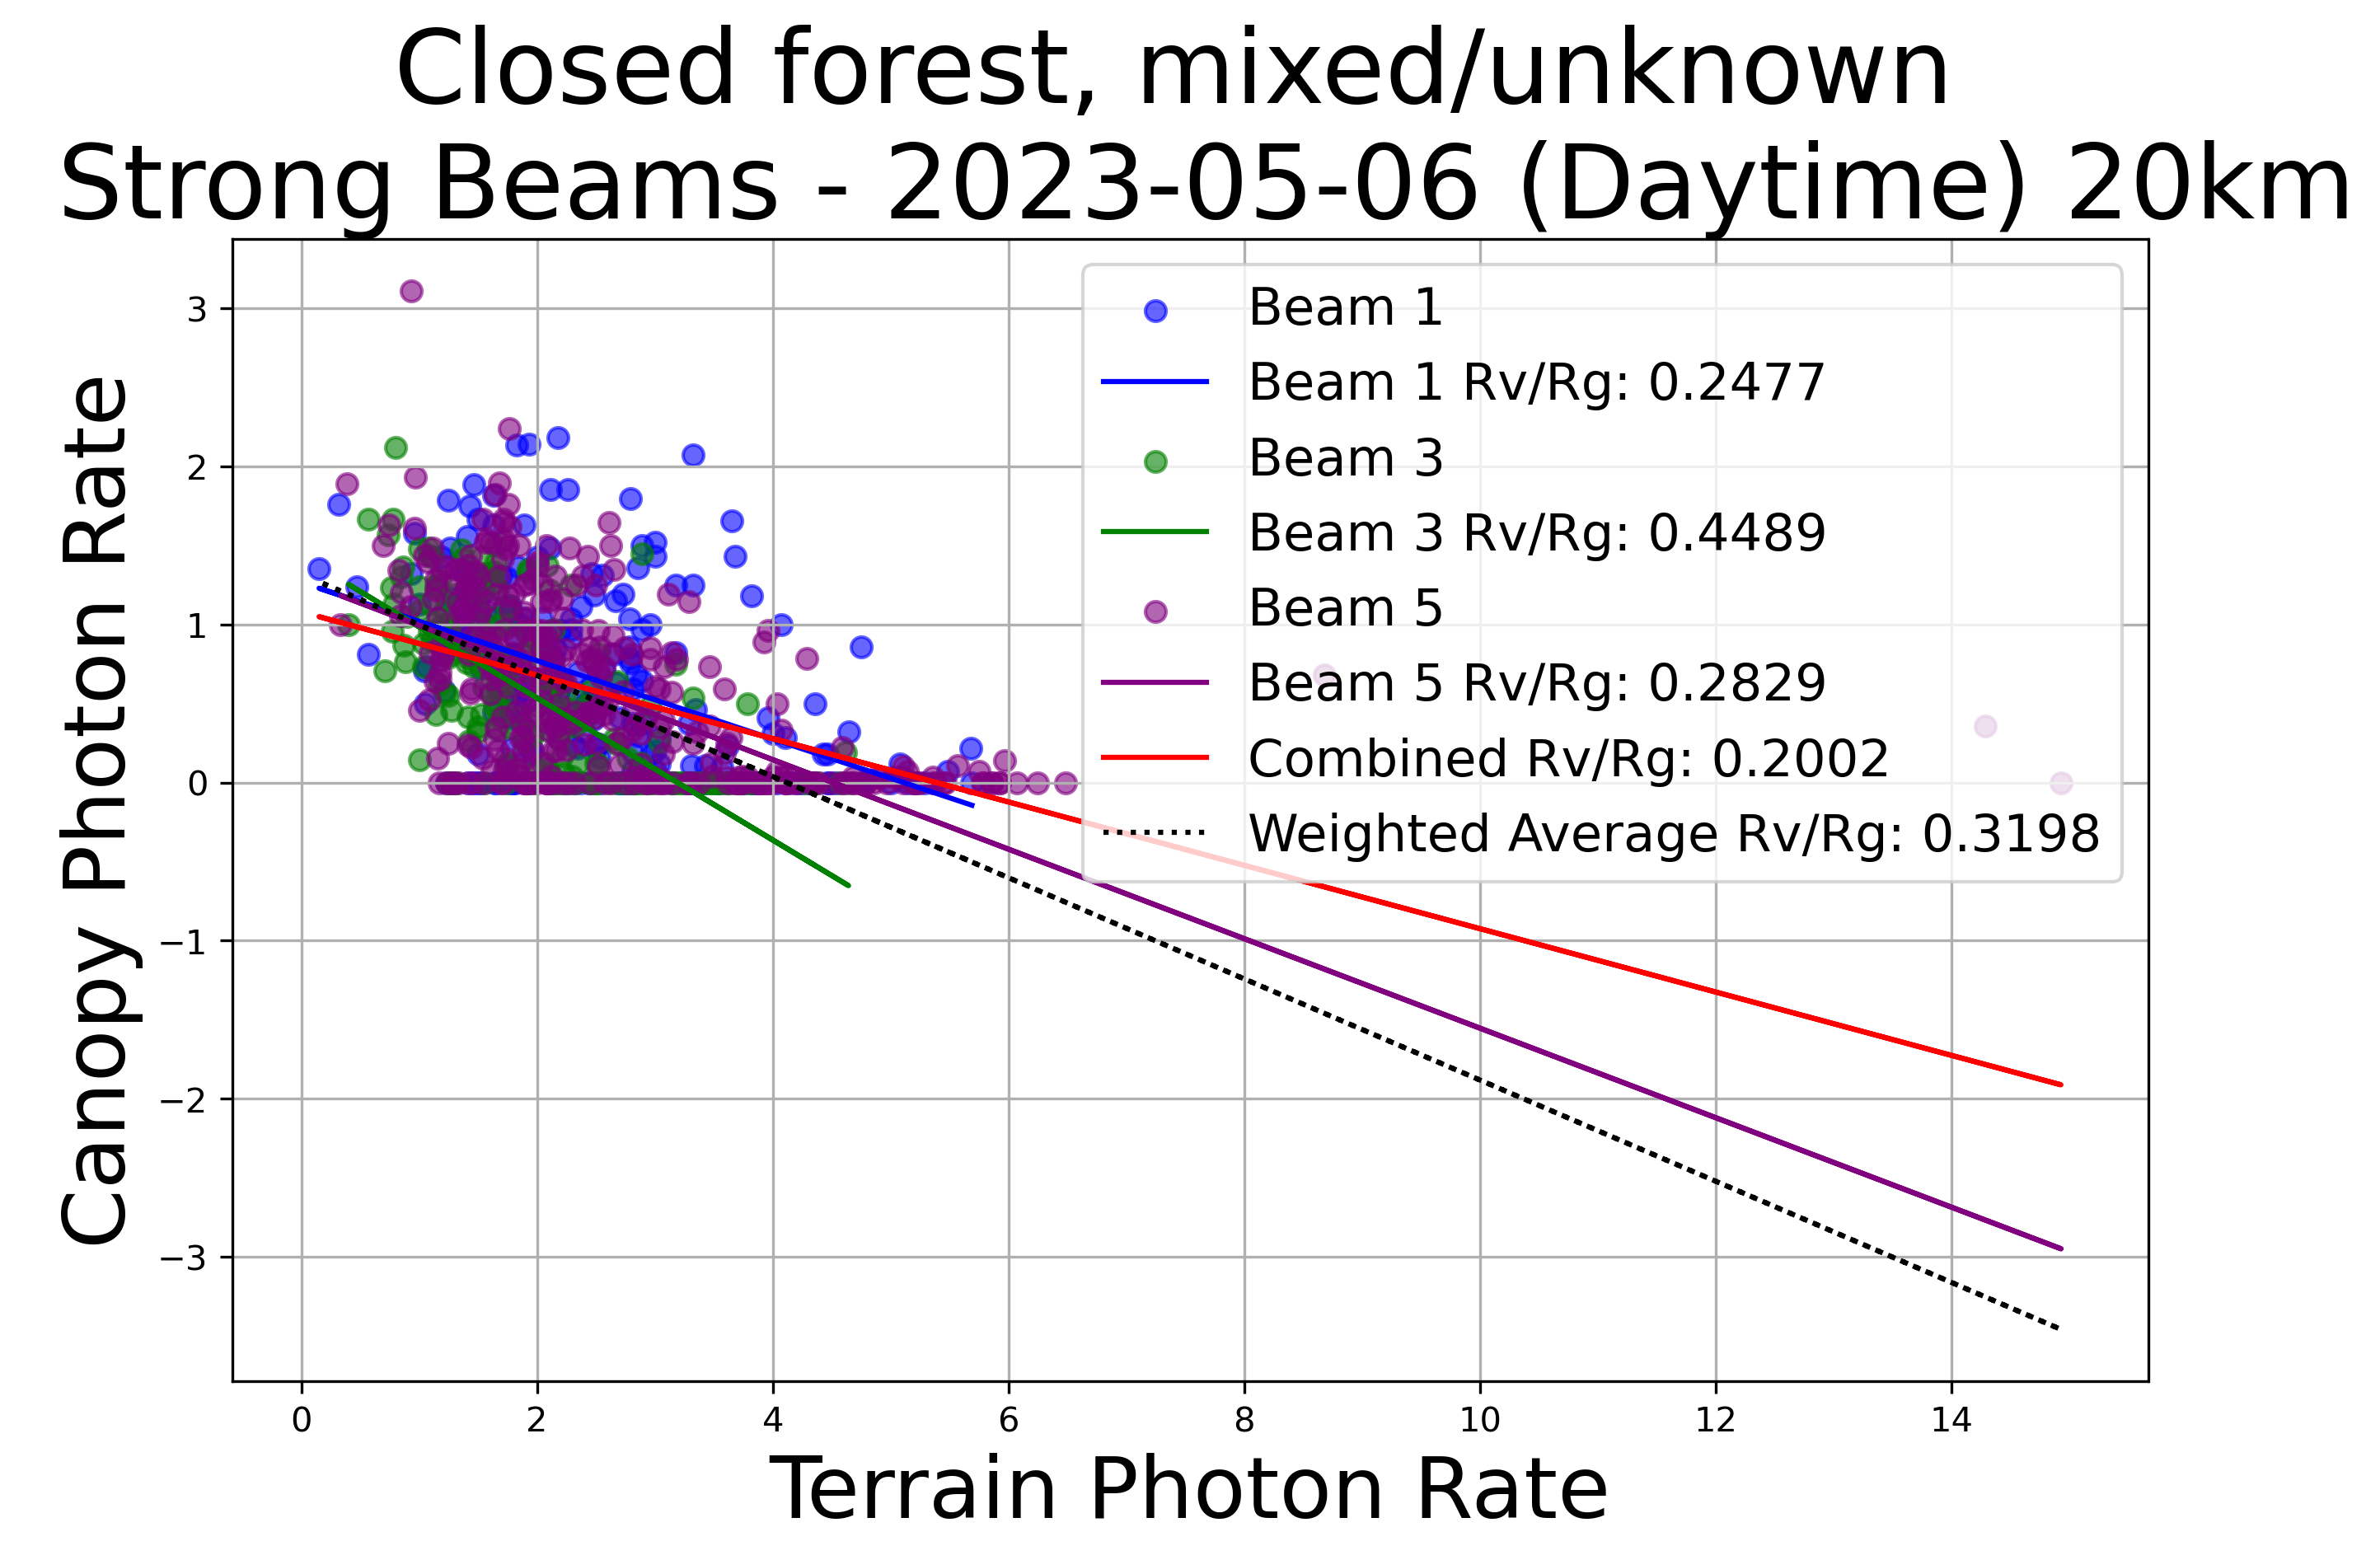 Closed forest, mixed/unknown
Strong Beams - 2023-05-06 (Daytime) 20km
Canopy Photon Rate
3
2
1
0
−1
−2
−3
Beam 1
Beam 1 Rv/Rg: 0.2477
Beam 3
Beam 3 Rv/Rg: 0.4489
Beam 5
Beam 5 Rv/Rg: 0.2829
Combined Rv/Rg: 0.2002
Weighted Average Rv/Rg: 0.3198
0 2 4 6 8 10 12 14
Terrain Photon Rate